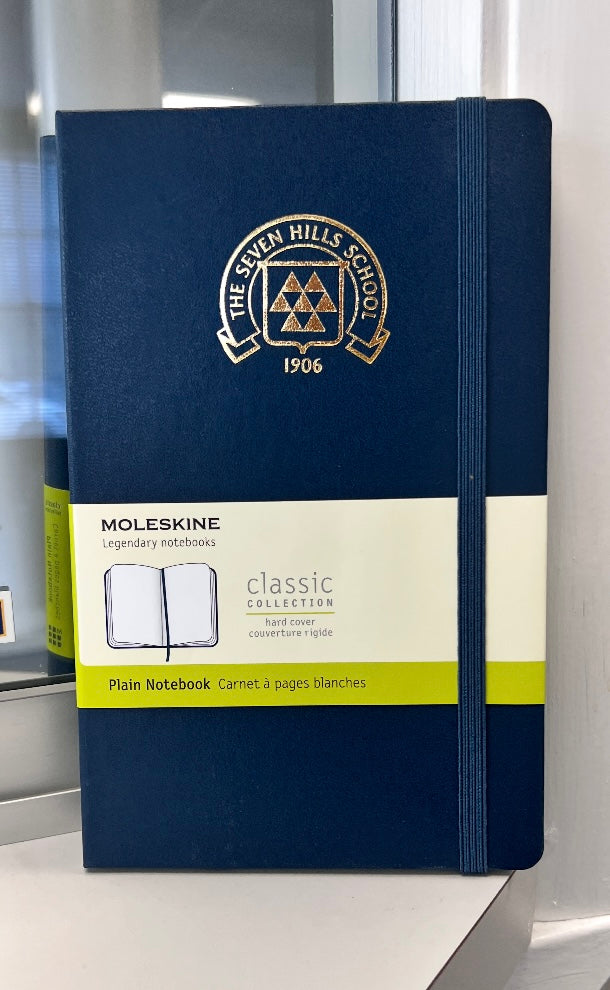 THE SEVEN HILLS SCHOOL
1906
MOLESKINE
Legendary notebooks
classic
COLLECTION
hard cover
couverture rigide
Plain Notebook Carnet à pages blanches